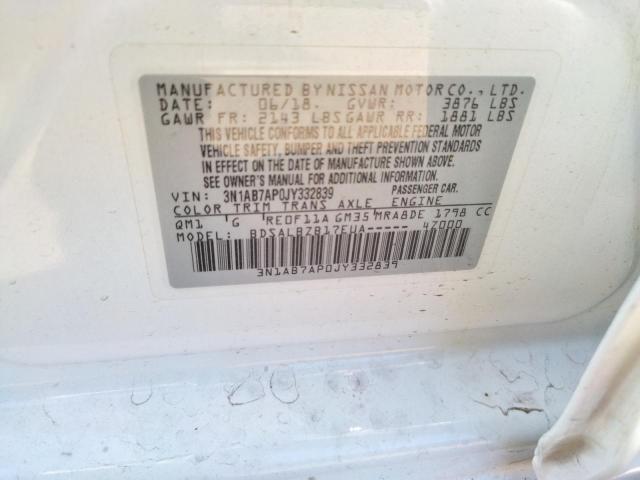 MANUFACTURED BY NISSAN MOTOR CO., LTD.
DATE: 06/18. GVWR: 3876 LBS
GAWR FR: 2143 LBS GAWR RR: 1881 LBS
THIS VEHICLE CONFORMS TO ALL APPLICABLE FEDERAL MOTOR
VEHICLE SAFETY, BUMPER AND THEFT PREVENTION STANDARDS
IN EFFECT ON THE DATE OF MANUFACTURE SHOWN ABOVE.
SEE OWNER'S MANUAL FOR ADDITIONAL INFORMATION.
VIN: 3N1AB7AP0JY332839 PASSENGER CAR.
COLOR TRIM TRANS AXLE ENGINE
QM1 G RE0F11A GM35 MRA8DE 1798 CC
MODEL: BDSALBZB17EUA----- 47000
3N1AB7AP0JY332839